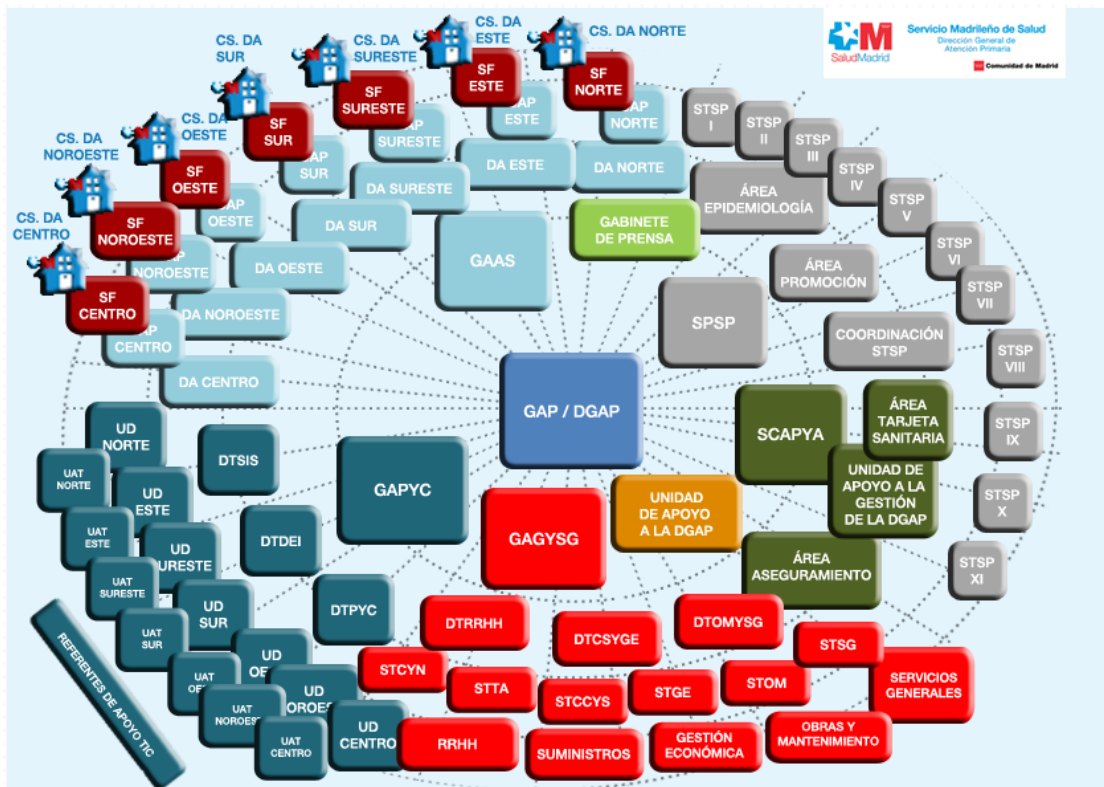 SaludMadrid
Servicio Madrileño de Salud
Dirección General de
Atención Primaria
Comunidad de Madrid
CS. DA
CENTRO
CS. DA
NOROESTE
CS. DA
OESTE
CS. DA
SUR
CS. DA
SURESTE
CS. DA
ESTE
CS. DA NORTE
SF
CENTRO
SF
NOROESTE
SF
OESTE
SF
SUR
SF
SURESTE
SF
ESTE
SF
NORTE
AP
CENTRO
AP
NOROESTE
AP
OESTE
AP
SUR
AP
SURESTE
AP
ESTE
AP
NORTE
DA CENTRO
DA NOROESTE
DA OESTE
DA SUR
DA SURESTE
DA ESTE
DA NORTE
GAAS
GABINETE
DE PRENSA
STSP
I
STSP
II
STSP
III
STSP
IV
STSP
V
STSP
VI
STSP
VII
STSP
VIII
STSP
IX
STSP
X
STSP
XI
ÁREA
EPIDEMIOLOGÍA
ÁREA
PROMOCIÓN
COORDINACIÓN
STSP
SPSP
GAP / DGAP
SCAPYA
ÁREA
TARJETA
SANITARIA
UNIDAD DE
APOYO A LA
GESTIÓN
DE LA DGAP
ÁREA
ASEGURAMIENTO
UNIDAD
DE APOYO
A LA DGAP
GAPYC
DTSIS
DTDEI
DTPYC
UD
NORTE
UD
ESTE
UD
SURESTE
UD
SUR
UD
UD
NOROESTE
UD
CENTRO
UAT
NORTE
UAT
ESTE
UAT
SURESTE
UAT
SUR
UAT
UAT
NOROESTE
UAT
CENTRO
REFERENTES DE APOYO TIC
GAGYSG
DTRRHH
DTCSYGE
DTOMYSG
STCYN
STTA
STCCYS
STGE
STOM
STSG
RRHH
SUMINISTROS
GESTIÓN
ECONÓMICA
OBRAS Y
MANTENIMIENTO
SERVICIOS
GENERALES